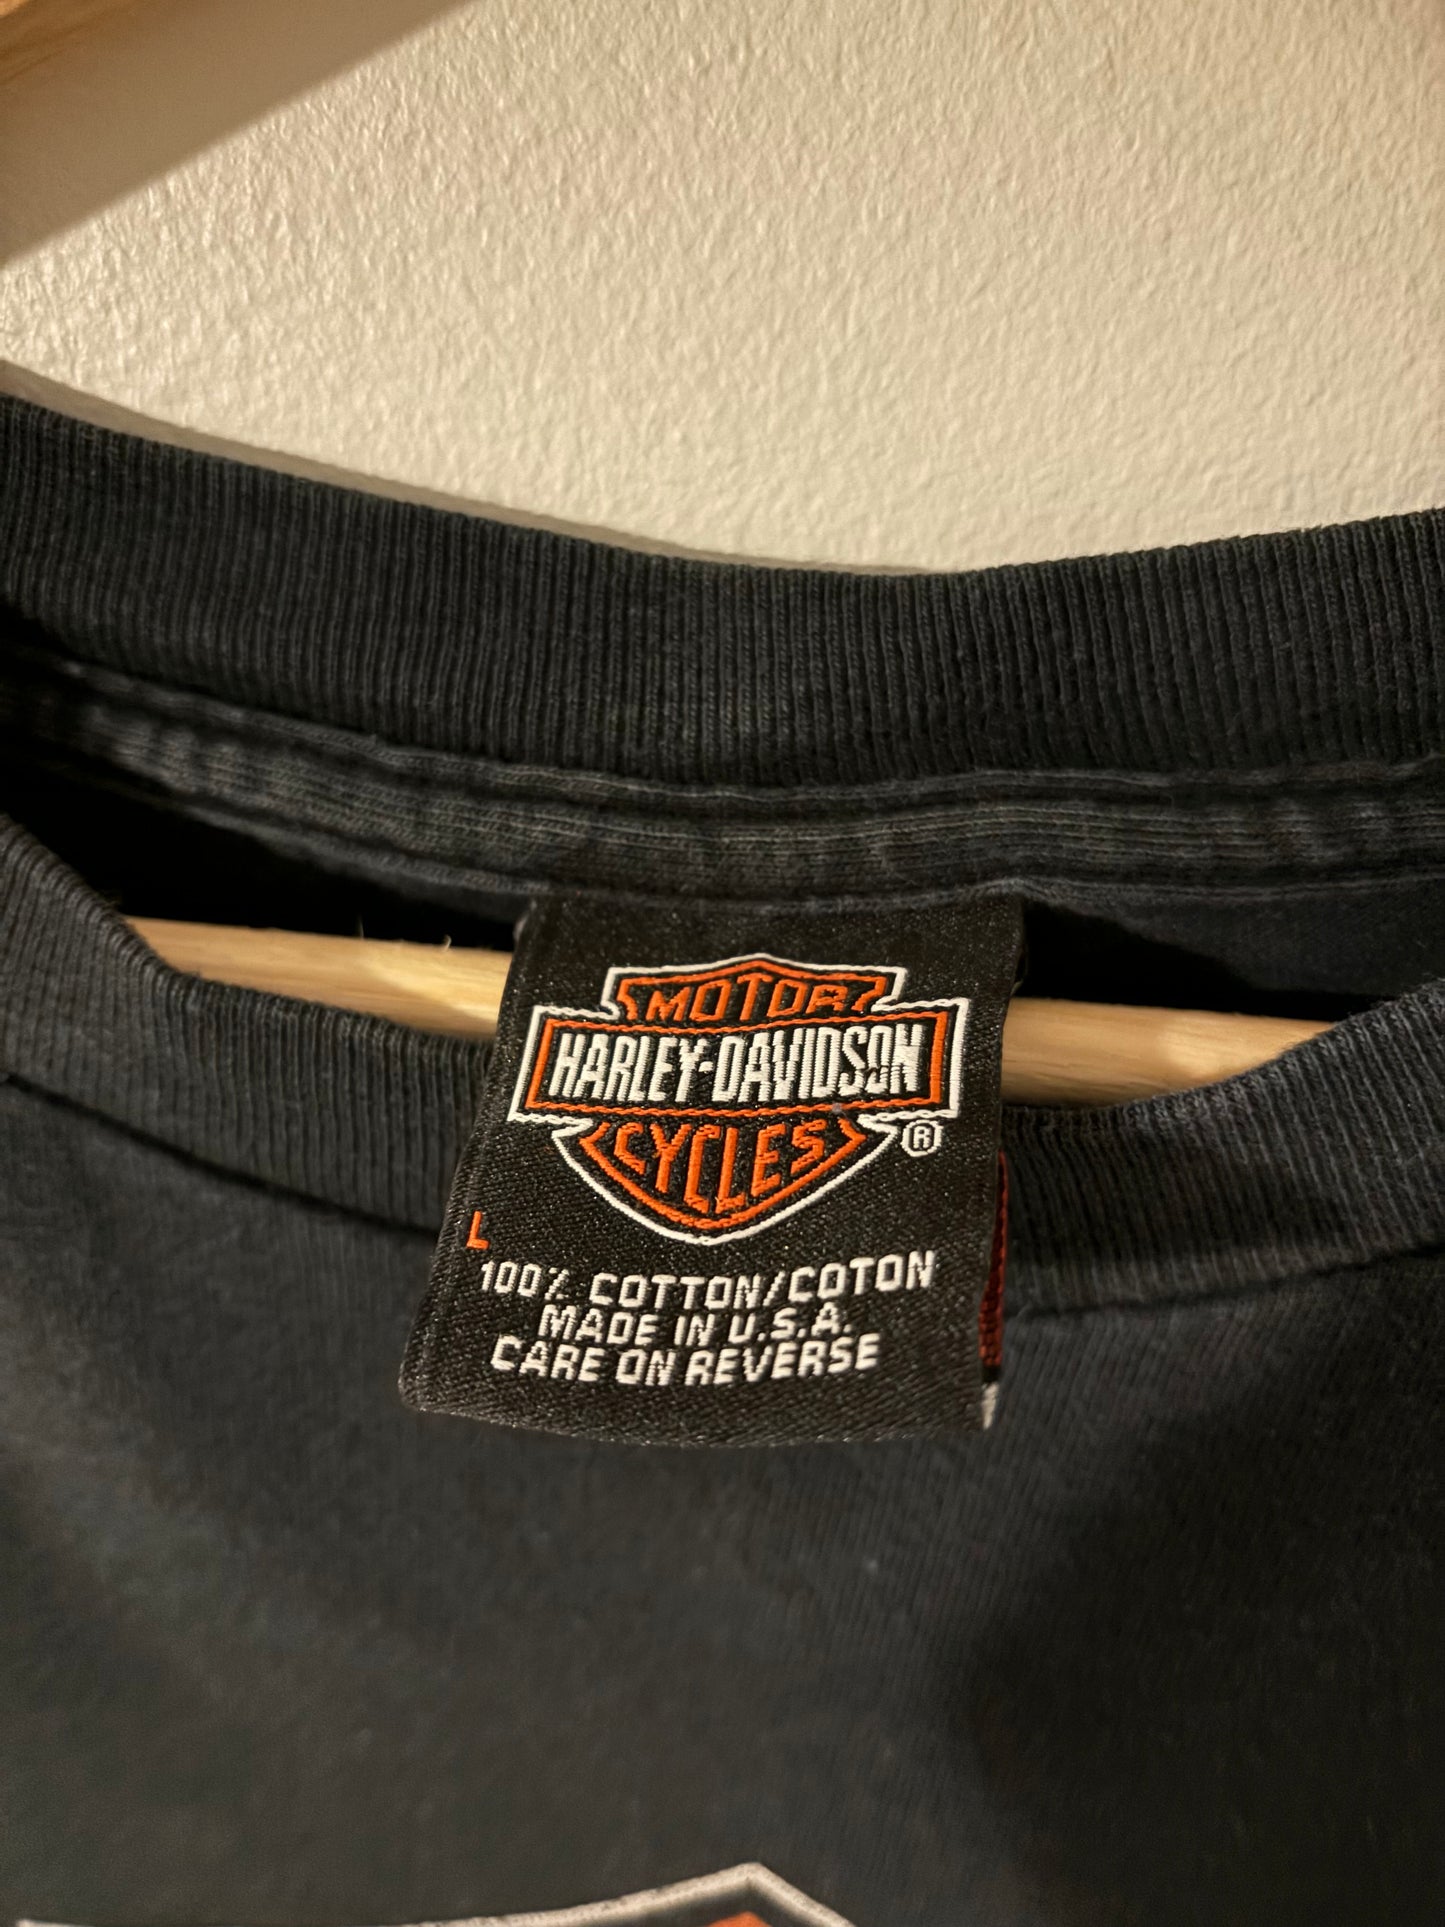 MOTOR
HARLEY-DAVIDSON
CYCLES
®
L
100% COTTON/COTON
MADE IN U.S.A.
CARE ON REVERSE